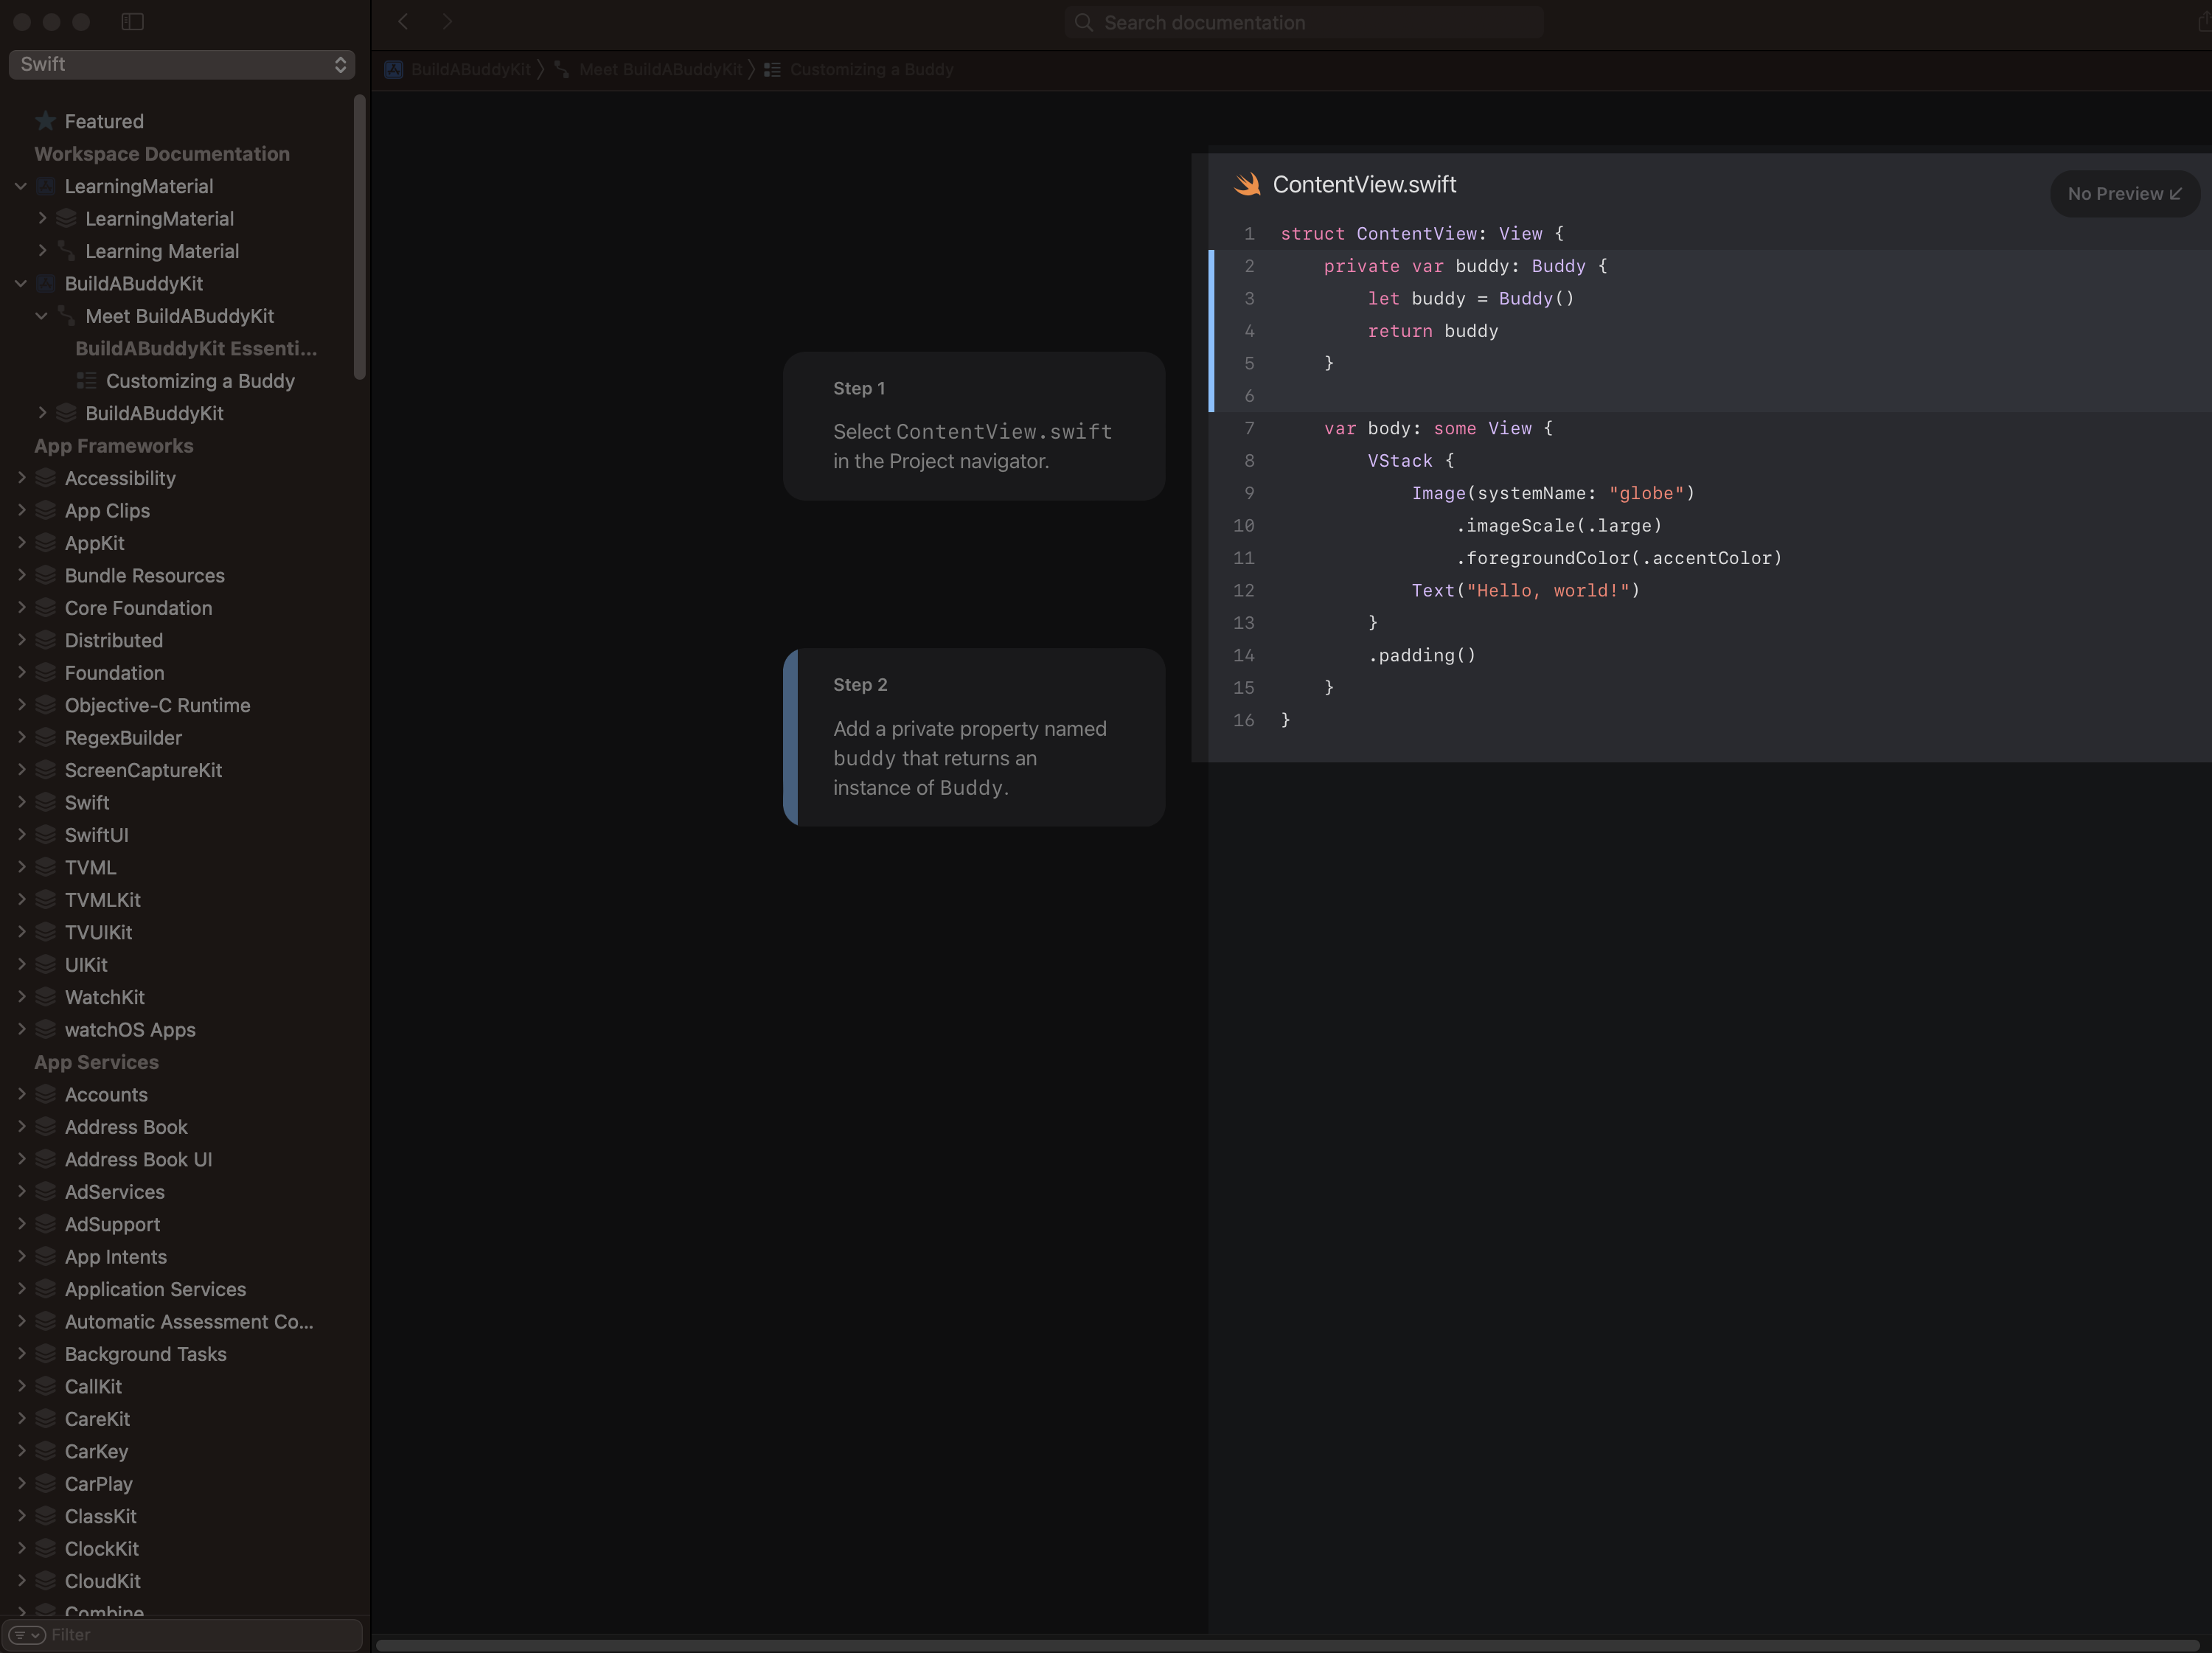 Swift
Search documentation
BuildABuddyKit
Meet BuildABuddyKit
Customizing a Buddy
Featured
Workspace Documentation
LearningMaterial
LearningMaterial
Learning Material
BuildABuddyKit
Meet BuildABuddyKit
BuildABuddyKit Essenti...
Customizing a Buddy
BuildABuddyKit
App Frameworks
Accessibility
App Clips
AppKit
Bundle Resources
Core Foundation
Distributed
Foundation
Objective-C Runtime
RegexBuilder
ScreenCaptureKit
Swift
SwiftUI
TVML
TVMLKit
TVUIKit
UIKit
WatchKit
watchOS Apps
App Services
Accounts
Address Book
Address Book UI
AdServices
AdSupport
App Intents
Application Services
Automatic Assessment Co...
Background Tasks
CallKit
CareKit
CarKey
CarPlay
ClassKit
ClockKit
CloudKit
Combine
Filter
Step 1
Select ContentView.swift
in the Project navigator.
Step 2
Add a private property named
buddy that returns an
instance of Buddy.
ContentView.swift
No Preview
1 struct ContentView: View {
2     private var buddy: Buddy {
3         let buddy = Buddy()
4         return buddy
5     }
6
7     var body: some View {
8         VStack {
9             Image(systemName: "globe")
10                 .imageScale(.large)
11                 .foregroundColor(.accentColor)
12             Text("Hello, world!")
13         }
14         .padding()
15     }
16 }